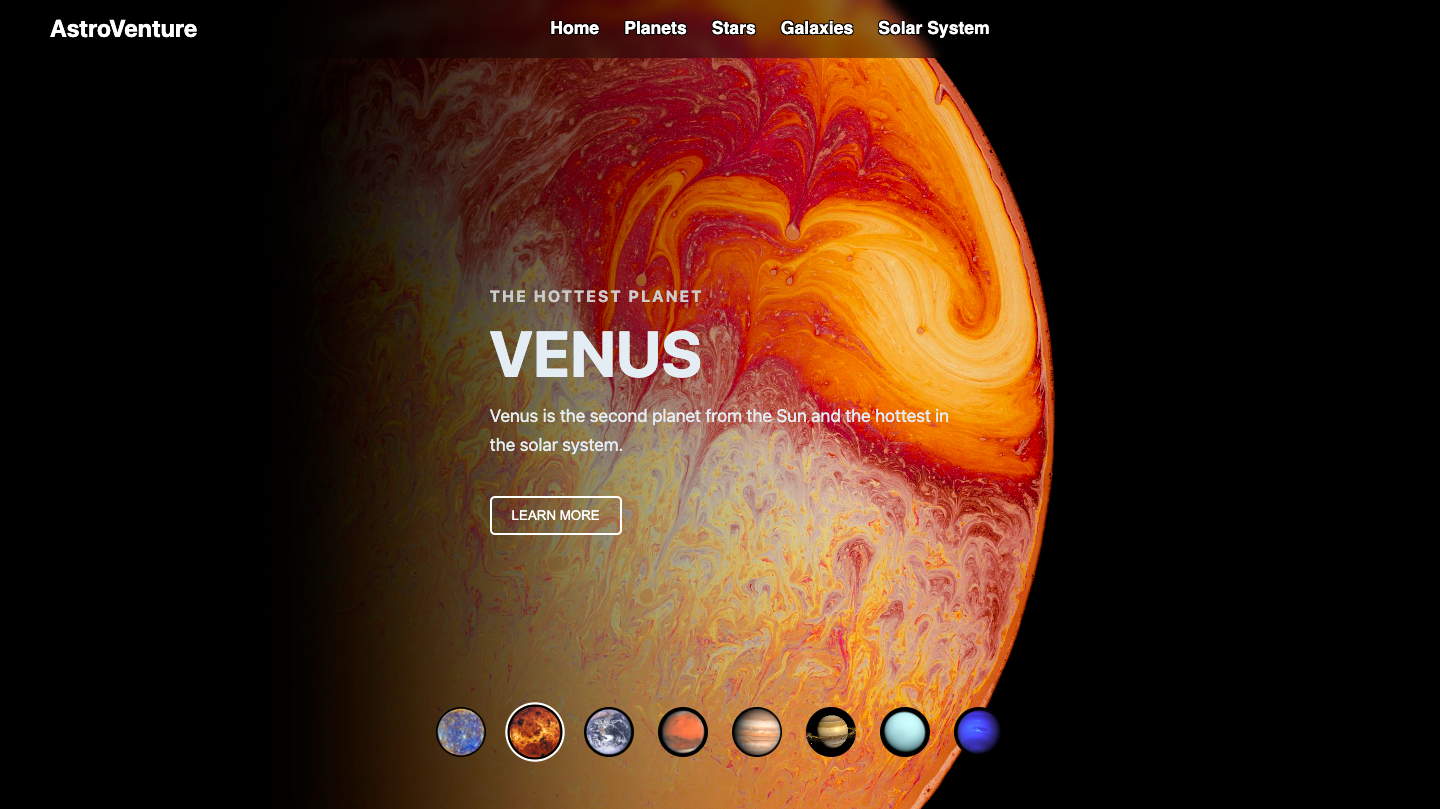 AstroVenture
Home Planets Stars Galaxies Solar System
THE HOTTEST PLANET
VENUS
Venus is the second planet from the Sun and the hottest in
the solar system.
LEARN MORE